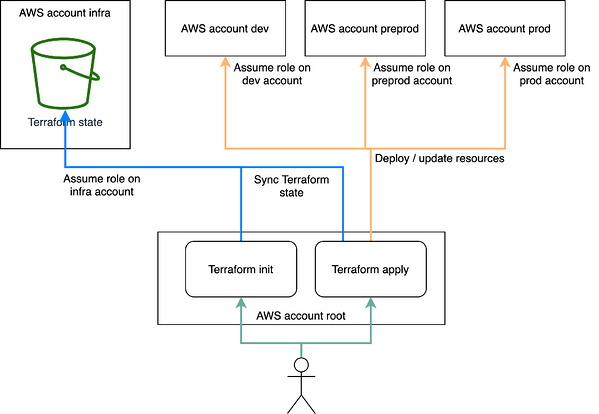 AWS account infra
Terraform state
AWS account dev
AWS account preprod
AWS account prod
Assume role on
dev account
Assume role on
preprod account
Assume role on
prod account
Deploy / update resources
Assume role on
infra account
Sync Terraform
state
Terraform init
Terraform apply
AWS account root